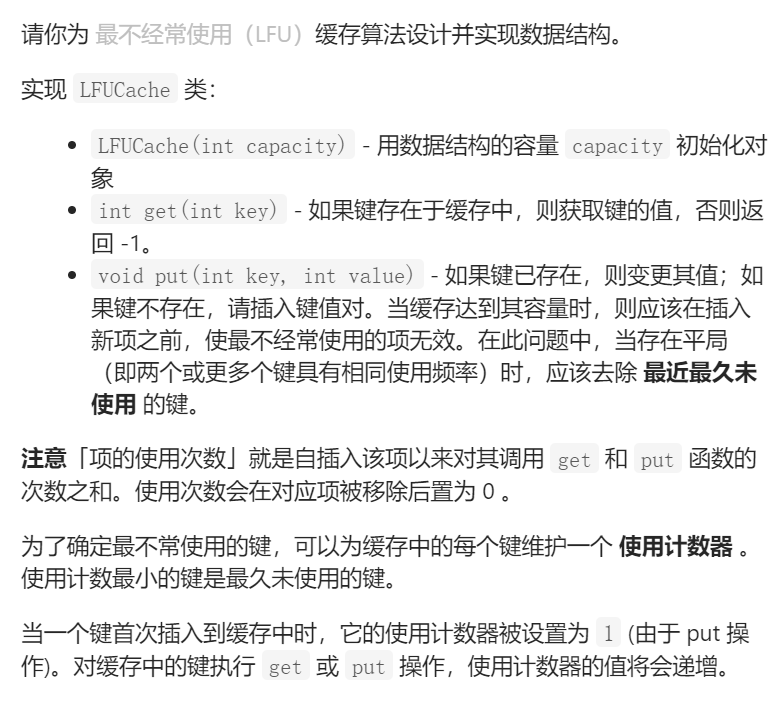 请你为 最不经常使用（LFU）缓存算法设计并实现数据结构。
实现 LFUCache 类：
• LFUCache(int capacity) - 用数据结构的容量 capacity 初始化对
象
• int get(int key) - 如果键存在于缓存中，则获取键的值，否则返
回 -1。
• void put(int key, int value) - 如果键已存在，则变更其值；如
果键不存在，请插入键值对。当缓存达到其容量时，则应该在插入
新项之前，使最不经常使用的项无效。在此问题中，当存在平局
（即两个或更多个键具有相同使用频率）时，应该去除 最近最久未
使用 的键。
注意「项的使用次数」就是自插入该项以来对其调用 get 和 put 函数的
次数之和。使用次数会在对应项被移除后置为 0 。
为了确定最不常使用的键，可以为缓存中的每个键维护一个 使用计数器 。
使用计数最小的键是最久未使用的键。
当一个键首次插入到缓存中时，它的使用计数器被设置为 1 (由于 put 操
作)。对缓存中的键执行 get 或 put 操作，使用计数器的值将会递增。